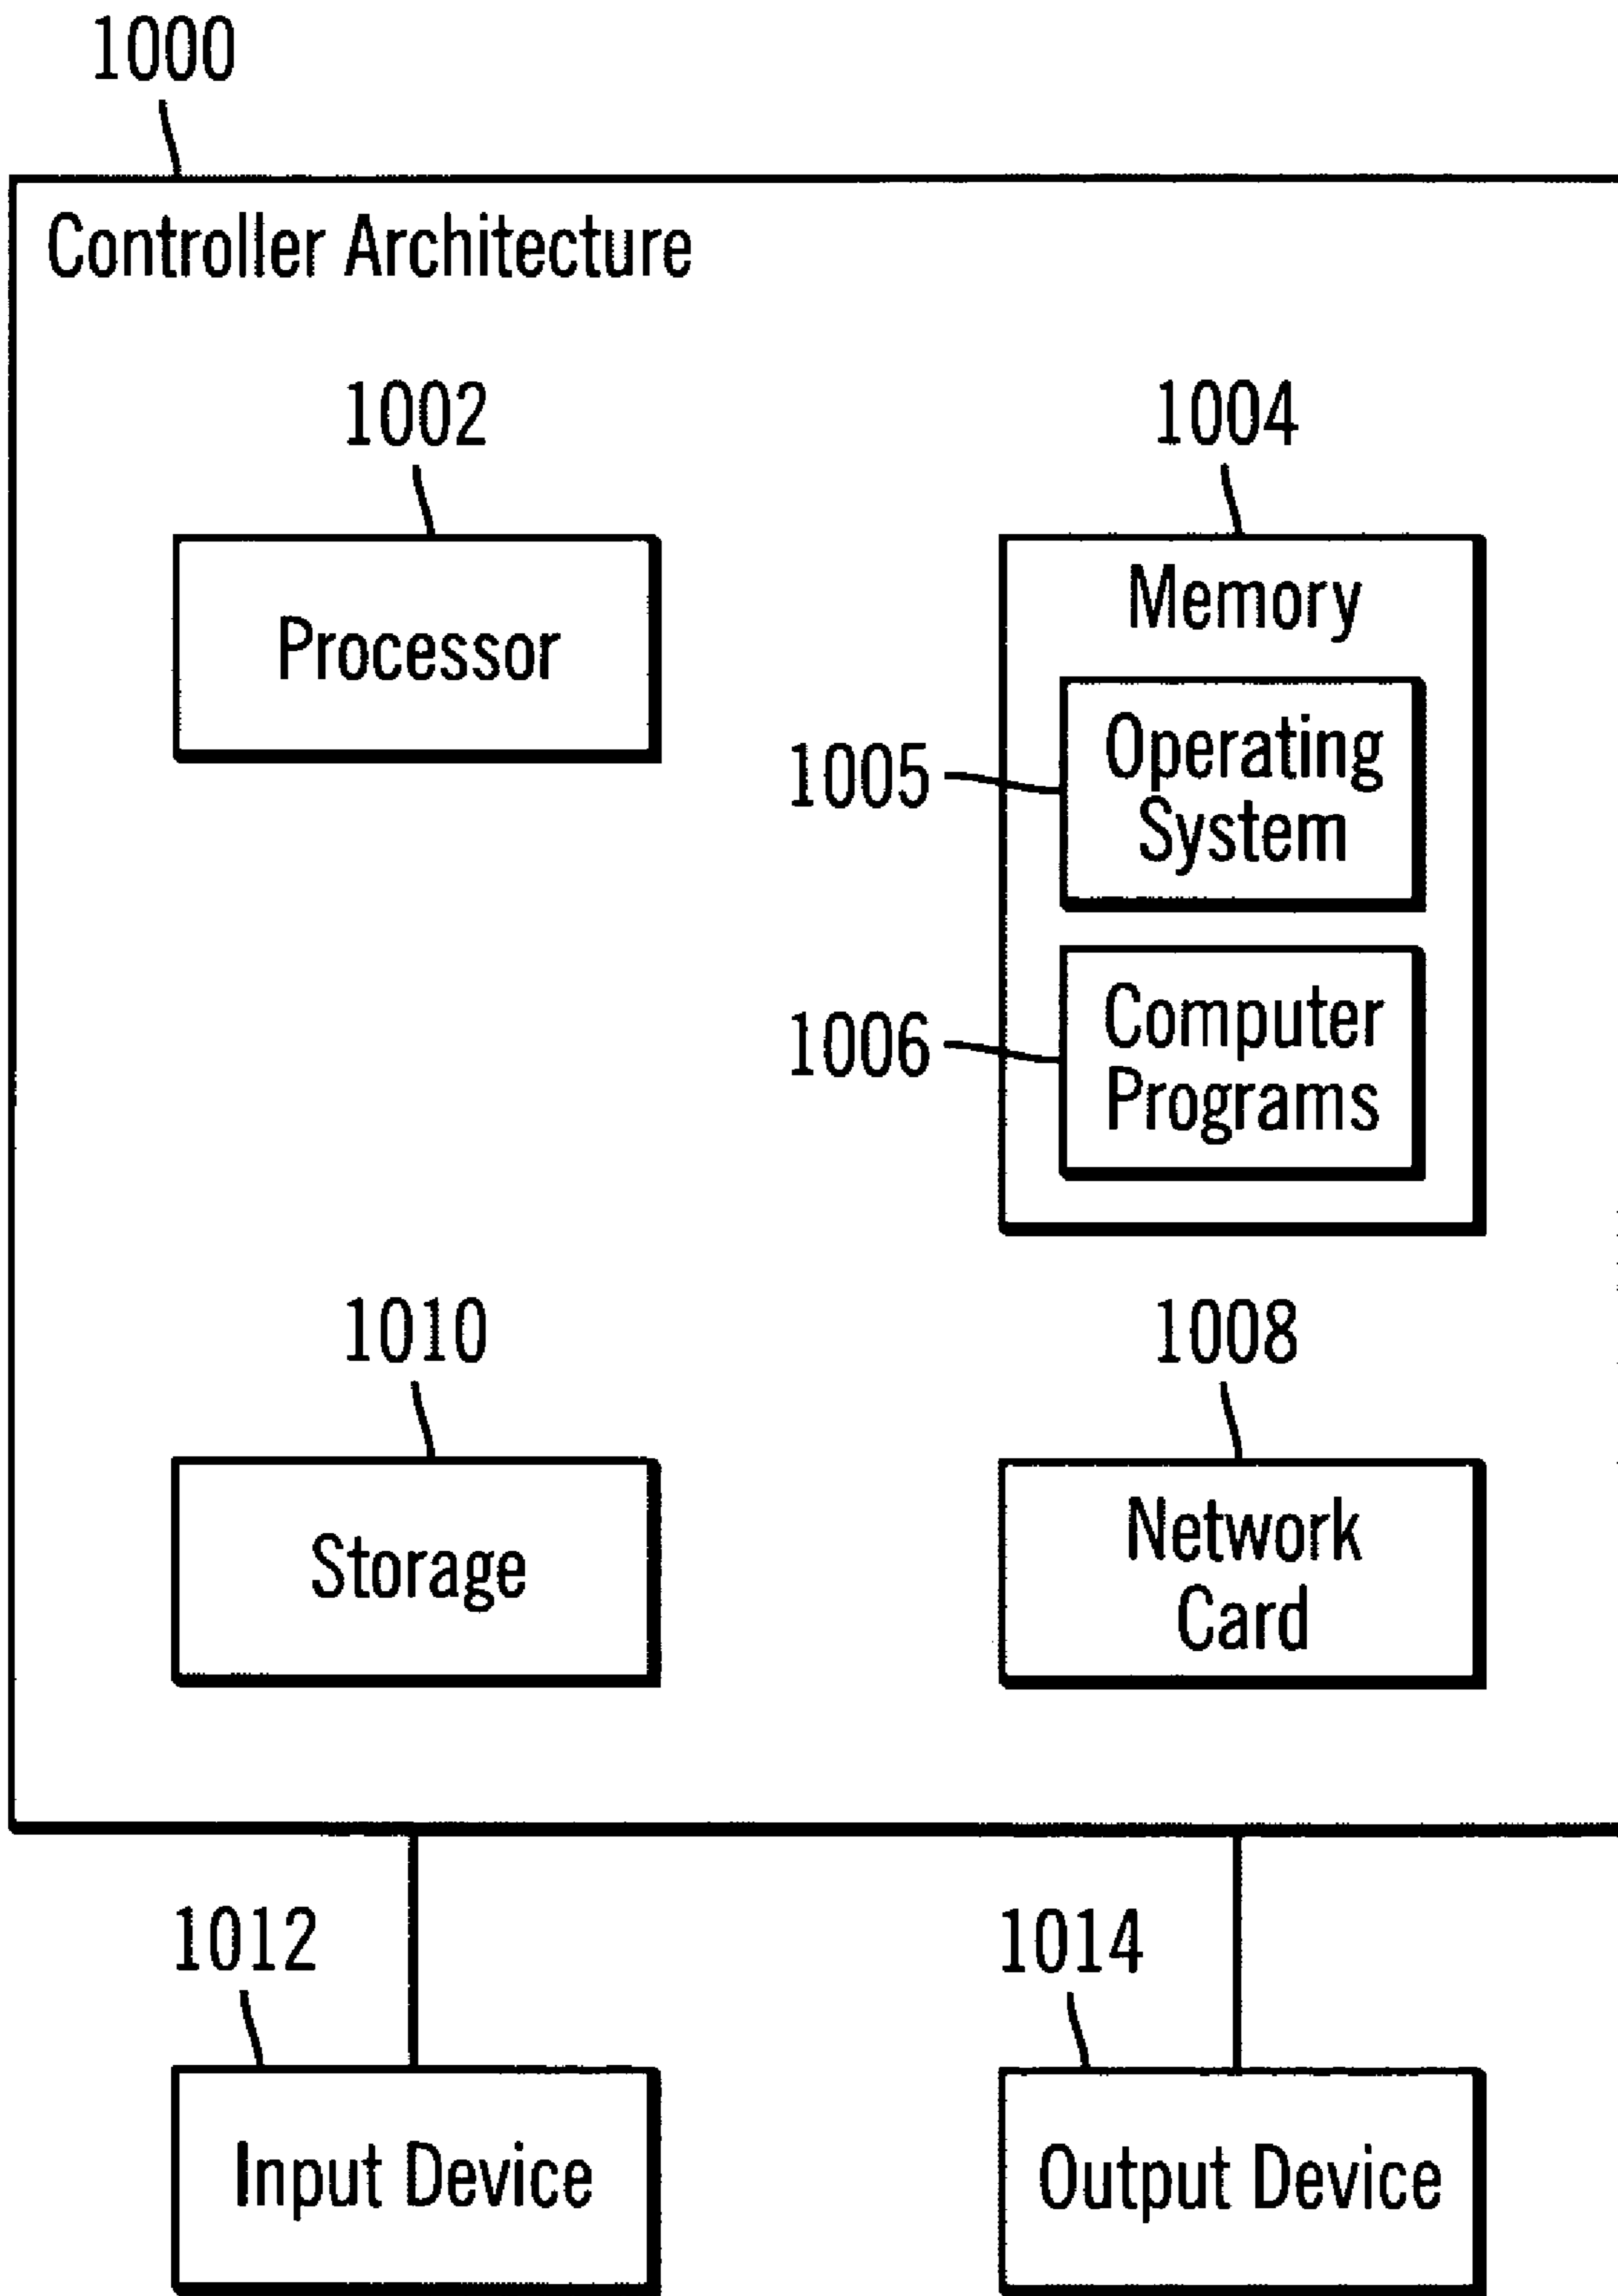 1000
Controller Architecture
1002
1004
Processor
Memory
1005
Operating
System
1006
Computer
Programs
1010
1008
Storage
Network
Card
1012
1014
Input Device
Output Device